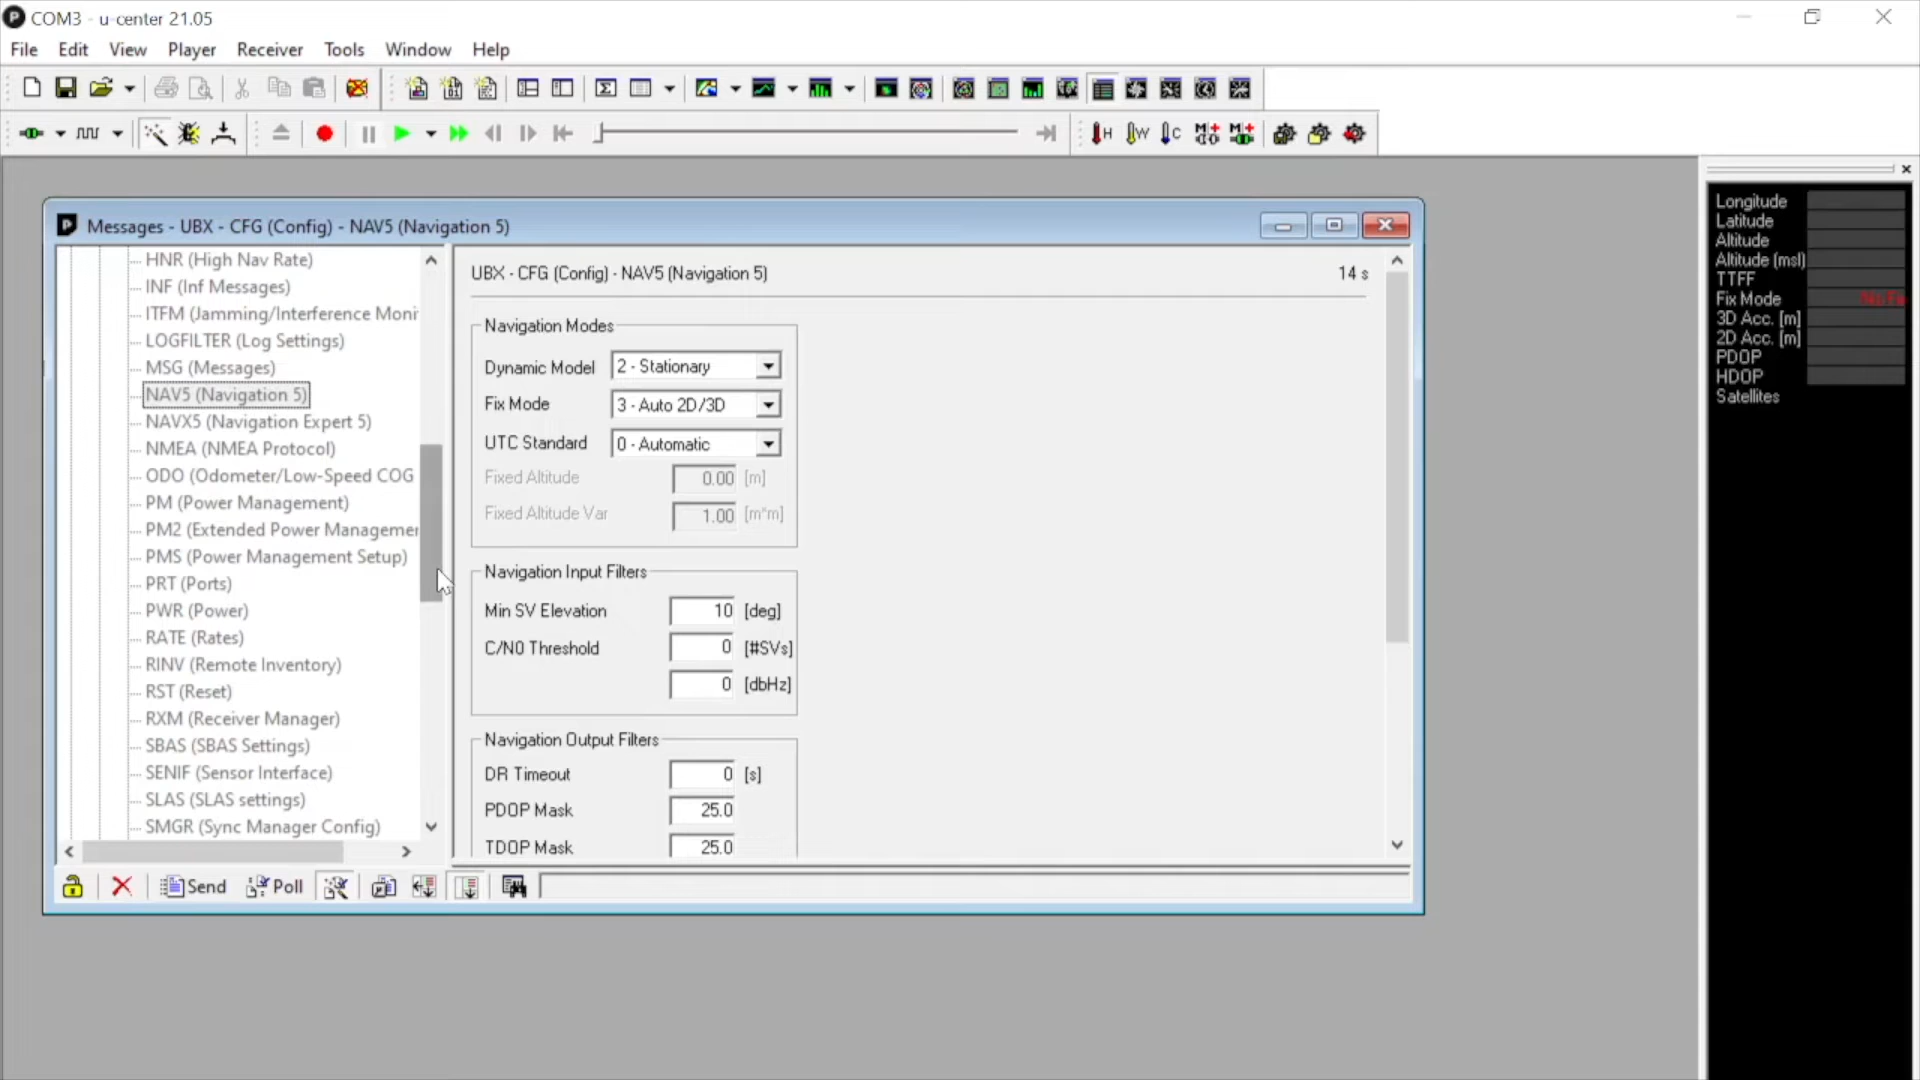 COM3 - u-center 21.05
File Edit View Player Receiver Tools Window Help
H W C
Messages - UBX - CFG (Config) - NAV5 (Navigation 5)
HNR (High Nav Rate)
INF (Inf Messages)
ITFM (Jamming/Interference Moni
LOGFILTER (Log Settings)
MSG (Messages)
NAV5 (Navigation 5)
NAVX5 (Navigation Expert 5)
NMEA (NMEA Protocol)
ODO (Odometer/Low-Speed COG
PM (Power Management)
PM2 (Extended Power Managemer
PMS (Power Management Setup)
PRT (Ports)
PWR (Power)
RATE (Rates)
RINV (Remote Inventory)
RST (Reset)
RXM (Receiver Manager)
SBAS (SBAS Settings)
SENIF (Sensor Interface)
SLAS (SLAS settings)
SMGR (Sync Manager Config)
UBX - CFG (Config) - NAV5 (Navigation 5) 14 s
Navigation Modes
Dynamic Model 2 - Stationary
Fix Mode 3 - Auto 2D/3D
UTC Standard 0 - Automatic
Fixed Altitude 0.00 [m]
Fixed Altitude Var 1.00 [m*m]
Navigation Input Filters
Min SV Elevation 10 [deg]
C/N0 Threshold 0 [#SVs]
0 [dbHz]
Navigation Output Filters
DR Timeout 0 [s]
PDOP Mask 25.0
TDOP Mask 25.0
Send Poll
Longitude
Latitude
Altitude
Altitude (msl)
TTFF
Fix Mode
3D Acc. [m]
2D Acc. [m]
PDOP
HDOP
Satellites